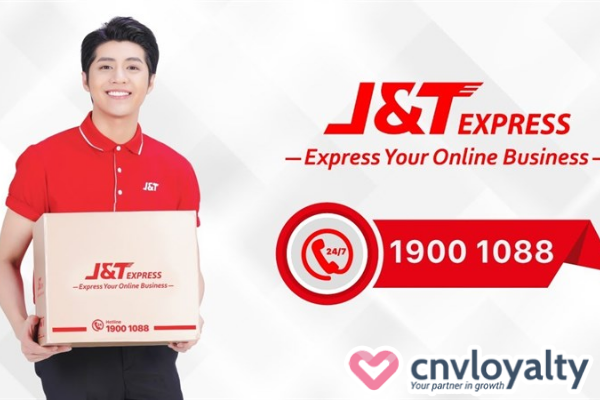 J&T EXPRESS
—Express Your Online Business—
24/7
1900 1088
J&T
J&T EXPRESS
—Express Your Online Business—
Hotline
1900 1088
cnvloyalty
Your partner in growth